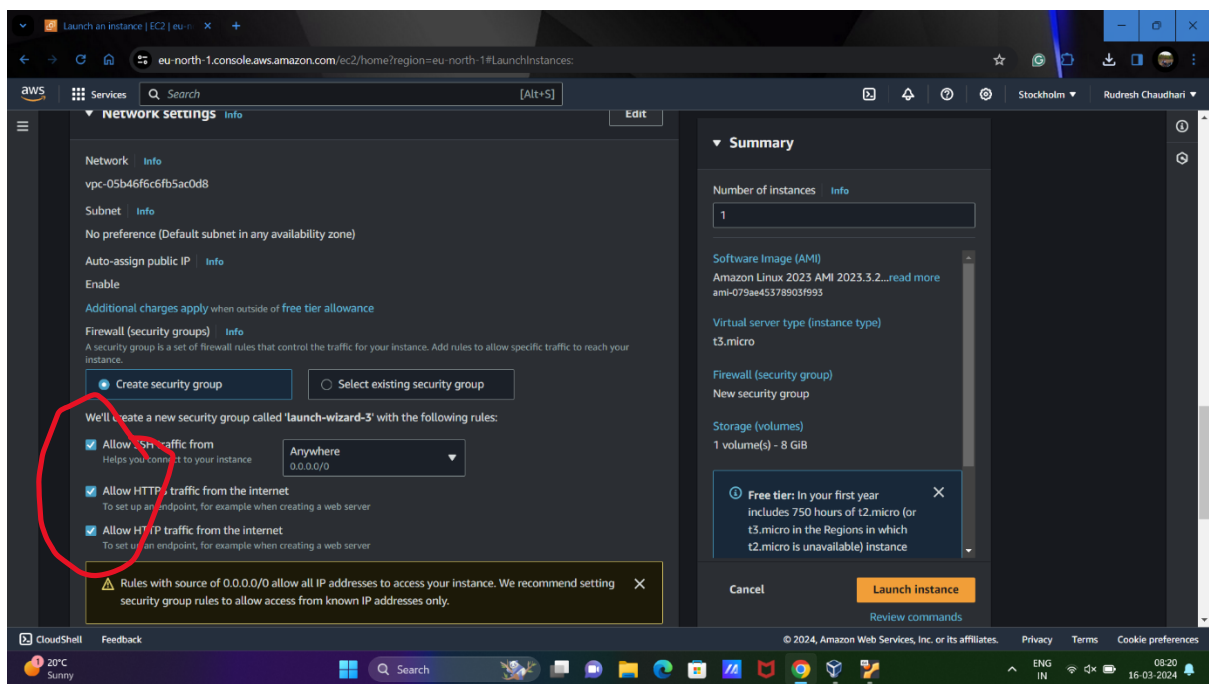 Launch an instance | EC2 | eu-n
eu-north-1.console.aws.amazon.com/ec2/home?region=eu-north-1#LaunchInstances:
aws
Services
Search
[Alt+S]
Stockholm
Rudresh Chaudhari
Network settings Info
Edit
Network Info
vpc-05b46f6c6fb5ac0d8
Subnet Info
No preference (Default subnet in any availability zone)
Auto-assign public IP Info
Enable
Additional charges apply when outside of free tier allowance
Firewall (security groups) Info
A security group is a set of firewall rules that control the traffic for your instance. Add rules to allow specific traffic to reach your
instance.
Create security group
Select existing security group
We'll create a new security group called 'launch-wizard-3' with the following rules:
Allow SSH traffic from
Helps you connect to your instance
Anywhere
0.0.0.0/0
Allow HTTPS traffic from the internet
To set up an endpoint, for example when creating a web server
Allow HTTP traffic from the internet
To set up an endpoint, for example when creating a web server
Rules with source of 0.0.0.0/0 allow all IP addresses to access your instance. We recommend setting
security group rules to allow access from known IP addresses only.
Summary
Number of instances Info
1
Software Image (AMI)
Amazon Linux 2023 AMI 2023.3.2...read more
ami-079ae45378903f993
Virtual server type (instance type)
t3.micro
Firewall (security group)
New security group
Storage (volumes)
1 volume(s) - 8 GiB
Free tier: In your first year
includes 750 hours of t2.micro (or
t3.micro in the Regions in which
t2.micro is unavailable) instance
Cancel
Launch instance
Review commands
CloudShell
Feedback
© 2024, Amazon Web Services, Inc. or its affiliates.
Privacy
Terms
Cookie preferences
1
20°C
Sunny
Search
ENG
IN
08:20
16-03-2024